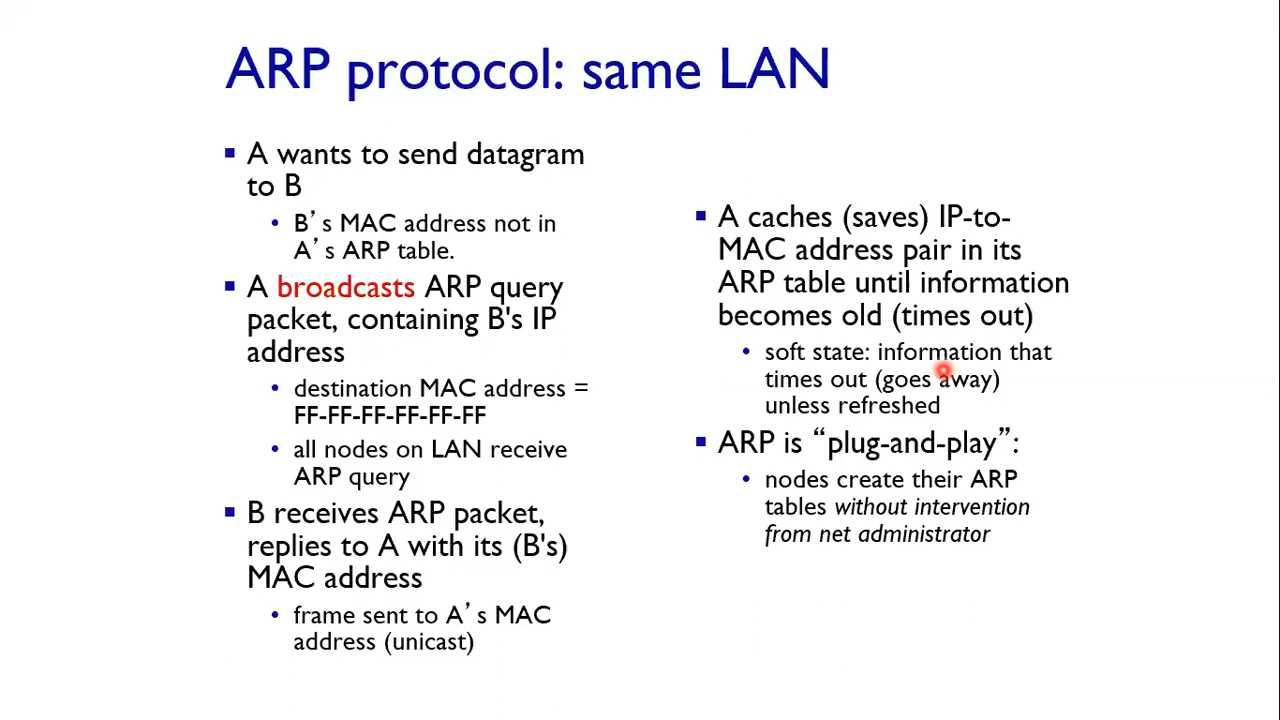 ARP protocol: same LAN
▪ A wants to send datagram
to B
• B’s MAC address not in
A’s ARP table.
▪ A broadcasts ARP query
packet, containing B's IP
address
• destination MAC address =
FF-FF-FF-FF-FF-FF
• all nodes on LAN receive
ARP query
▪ B receives ARP packet,
replies to A with its (B's)
MAC address
• frame sent to A’s MAC
address (unicast)
▪ A caches (saves) IP-to-
MAC address pair in its
ARP table until information
becomes old (times out)
• soft state: information that
times out (goes away)
unless refreshed
▪ ARP is “plug-and-play”:
• nodes create their ARP
tables without intervention
from net administrator